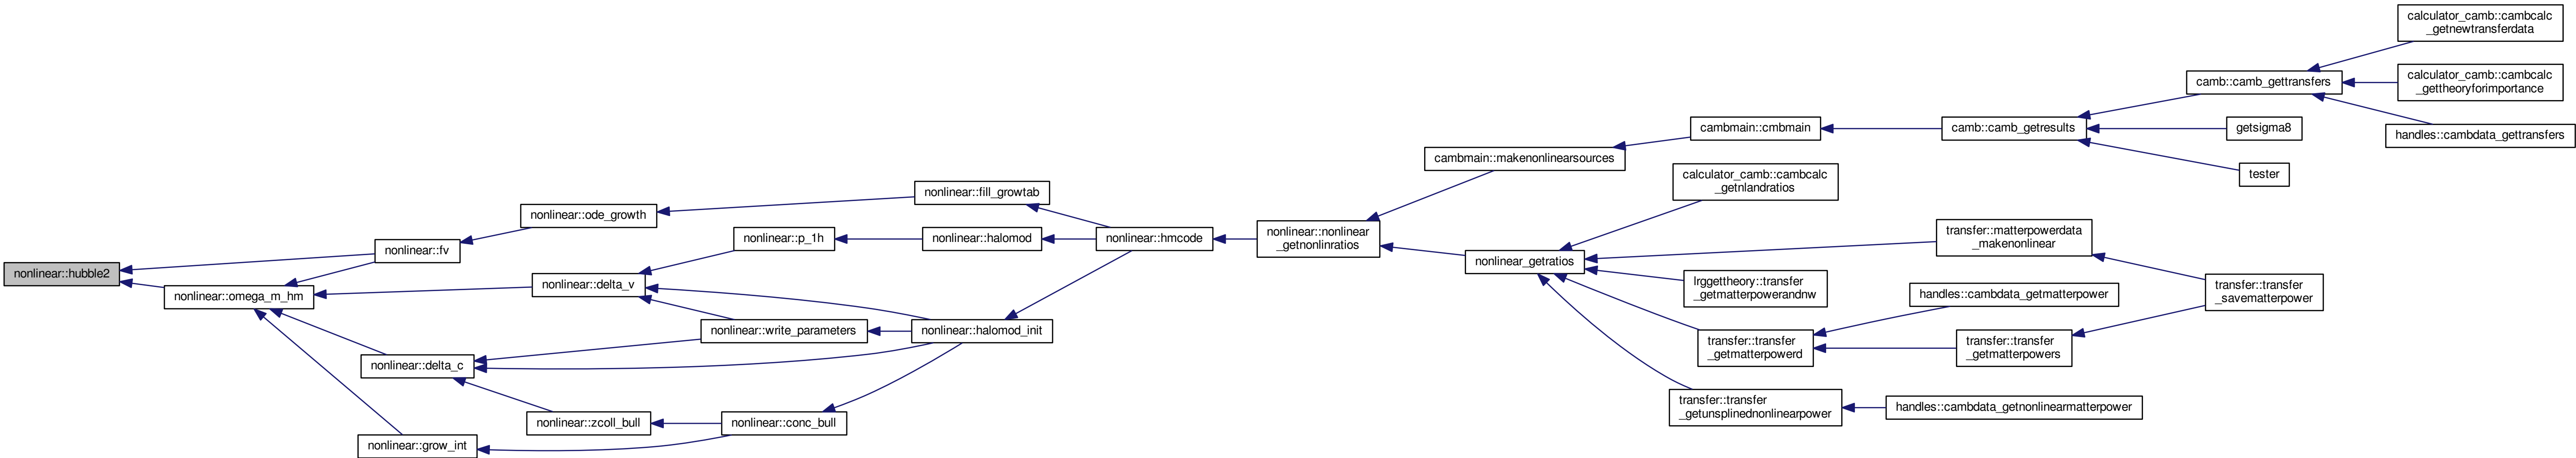 nonlinear::hubble2
nonlinear::fv
nonlinear::omega_m_hm
nonlinear::delta_c
nonlinear::grow_int
nonlinear::ode_growth
nonlinear::delta_v
nonlinear::zcoll_bull
nonlinear::p_1h
nonlinear::write_parameters
nonlinear::conc_bull
nonlinear::fill_growtab
nonlinear::halomod
nonlinear::halomod_init
nonlinear::hmcode
nonlinear::nonlinear
_getnonlinratios
cambmain::makenonlinearsources
nonlinear_getratios
cambmain::cmbmain
calculator_camb::cambcalc
_getnlandratios
lrggettheory::transfer
_getmatterpowerandnw
transfer::transfer
_getmatterpowerd
transfer::transfer
_getunsplinednonlinearpower
camb::camb_getresults
transfer::matterpowerdata
_makenonlinear
handles::cambdata_getmatterpower
transfer::transfer
_getmatterpowers
handles::cambdata_getnonlinearmatterpower
camb::camb_gettransfers
getsigma8
tester
transfer::transfer
_savematterpower
calculator_camb::cambcalc
_getnewtransferdata
calculator_camb::cambcalc
_gettheoryforimportance
handles::cambdata_gettransfers